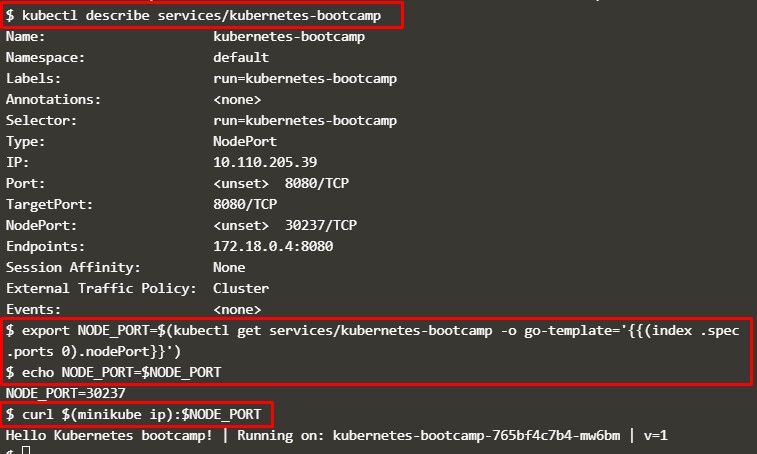 $ kubectl describe services/kubernetes-bootcamp
Name:                     kubernetes-bootcamp
Namespace:                default
Labels:                   run=kubernetes-bootcamp
Annotations:              <none>
Selector:                 run=kubernetes-bootcamp
Type:                     NodePort
IP:                       10.110.205.39
Port:                     <unset>  8080/TCP
TargetPort:               8080/TCP
NodePort:                 <unset>  30237/TCP
Endpoints:                172.18.0.4:8080
Session Affinity:         None
External Traffic Policy:  Cluster
Events:                   <none>
$ export NODE_PORT=$(kubectl get services/kubernetes-bootcamp -o go-template='{{(index .spec
.ports 0).nodePort}}')
$ echo NODE_PORT=$NODE_PORT
NODE_PORT=30237
$ curl $(minikube ip):$NODE_PORT
Hello Kubernetes bootcamp! | Running on: kubernetes-bootcamp-765bf4c7b4-mw6bm | v=1
$